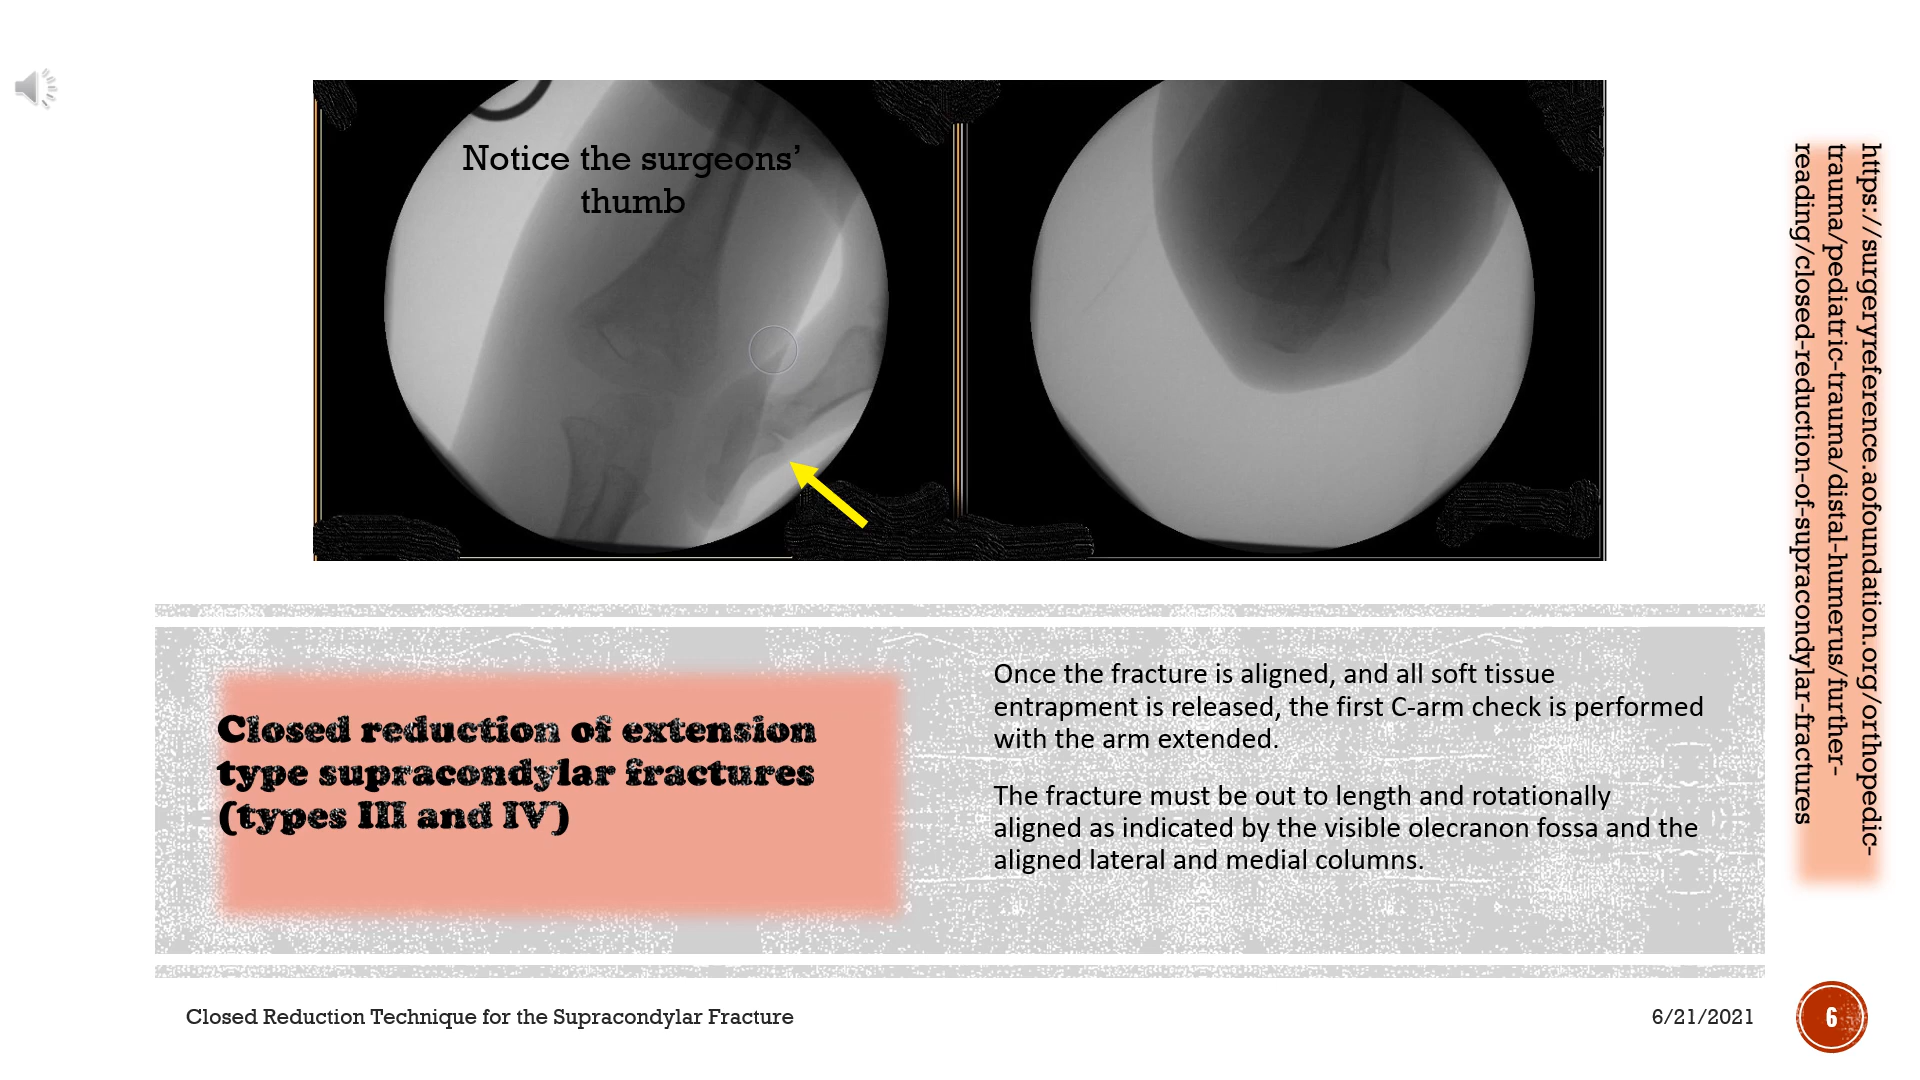 Notice the surgeons’
thumb
https://surgeryreference.aofoundation.org/orthopedic-
trauma/pediatric-trauma/distal-humerus/further-
reading/closed-reduction-of-supracondylar-fractures
Closed reduction of extension
type supracondylar fractures
(types III and IV)
Once the fracture is aligned, and all soft tissue
entrapment is released, the first C-arm check is performed
with the arm extended.
The fracture must be out to length and rotationally
aligned as indicated by the visible olecranon fossa and the
aligned lateral and medial columns.
Closed Reduction Technique for the Supracondylar Fracture
6/21/2021
6